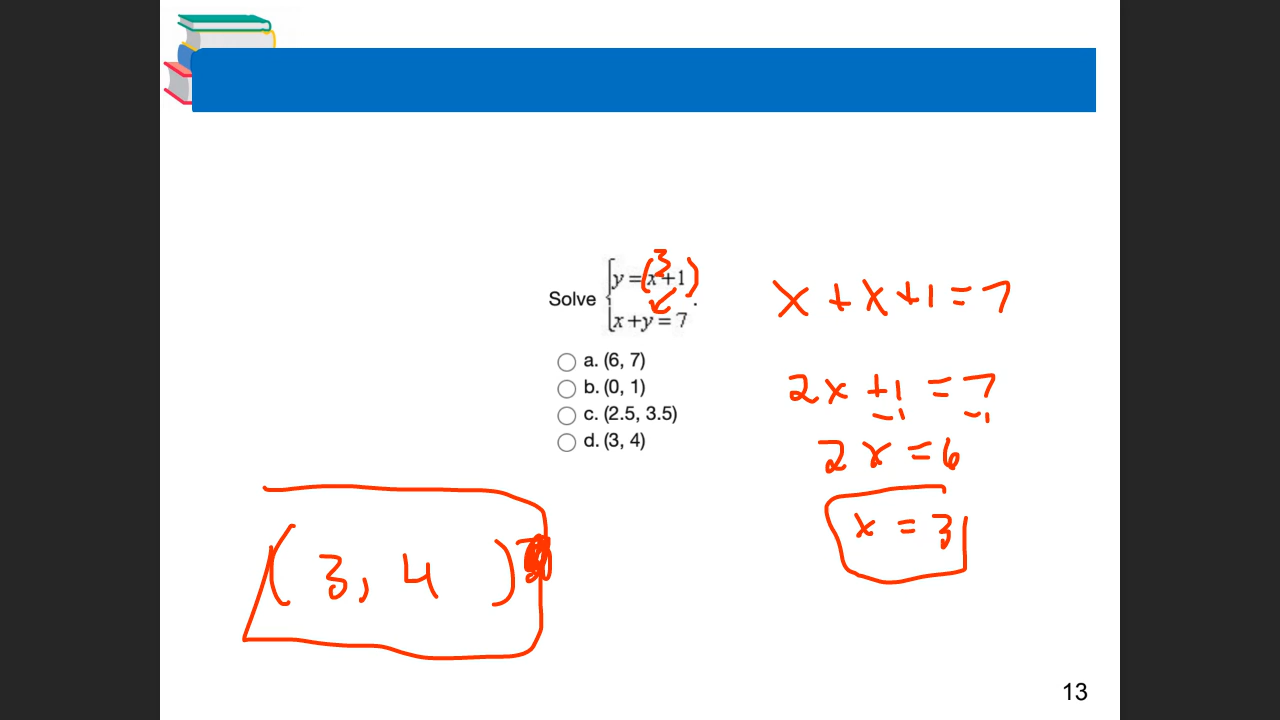 Solve { y = (x+1)
3
x+y = 7 .
a. (6, 7)
b. (0, 1)
c. (2.5, 3.5)
d. (3, 4)
x + x + 1 = 7
2x + 1 = 7
-1 -1
2x = 6
x = 3
(3, 4)
13